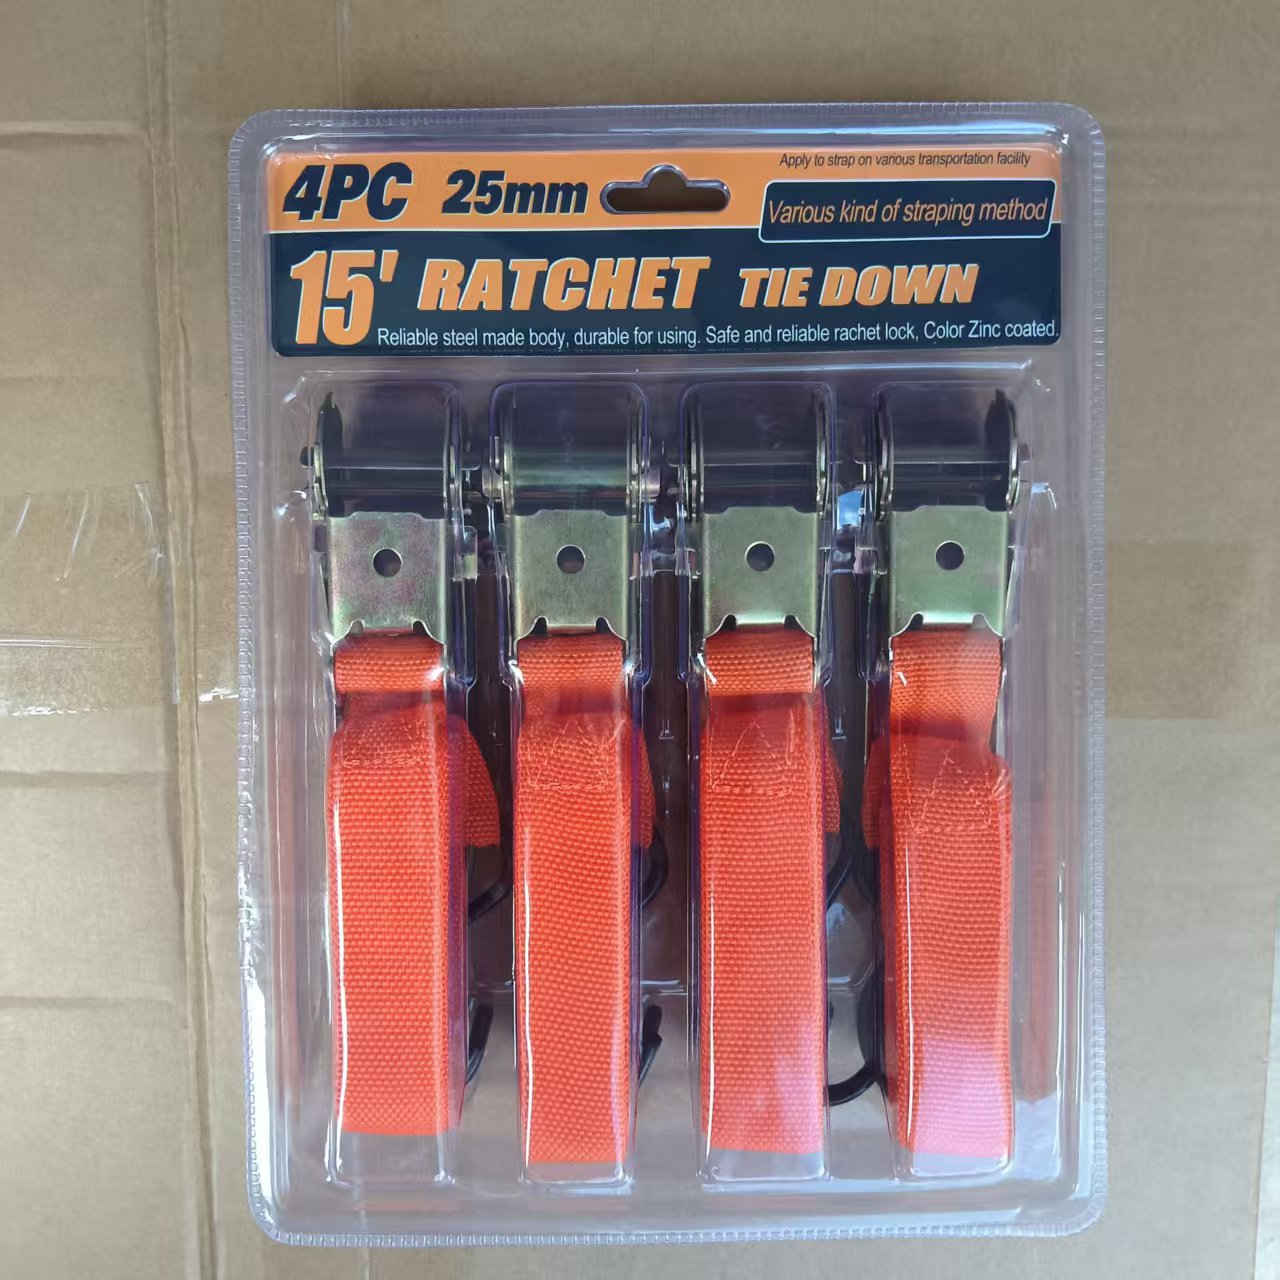 Apply to strap on various transportation facility
4PC 25mm
Various kind of straping method
15' RATCHET TIE DOWN
Reliable steel made body, durable for using. Safe and reliable rachet lock, Color Zinc coated.